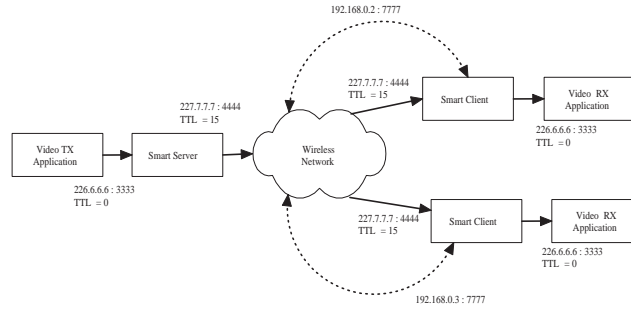 192.168.0.2 : 7777
227.7.7.7 : 4444
TTL = 15
Smart Client
Video RX
Application
226.6.6.6 : 3333
TTL = 0
227.7.7.7 : 4444
TTL = 15
Video TX
Application
Smart Server
Wireless
Network
226.6.6.6 : 3333
TTL = 0
227.7.7.7 : 4444
TTL = 15
Smart Client
Video RX
Application
226.6.6.6 : 3333
TTL = 0
192.168.0.3 : 7777